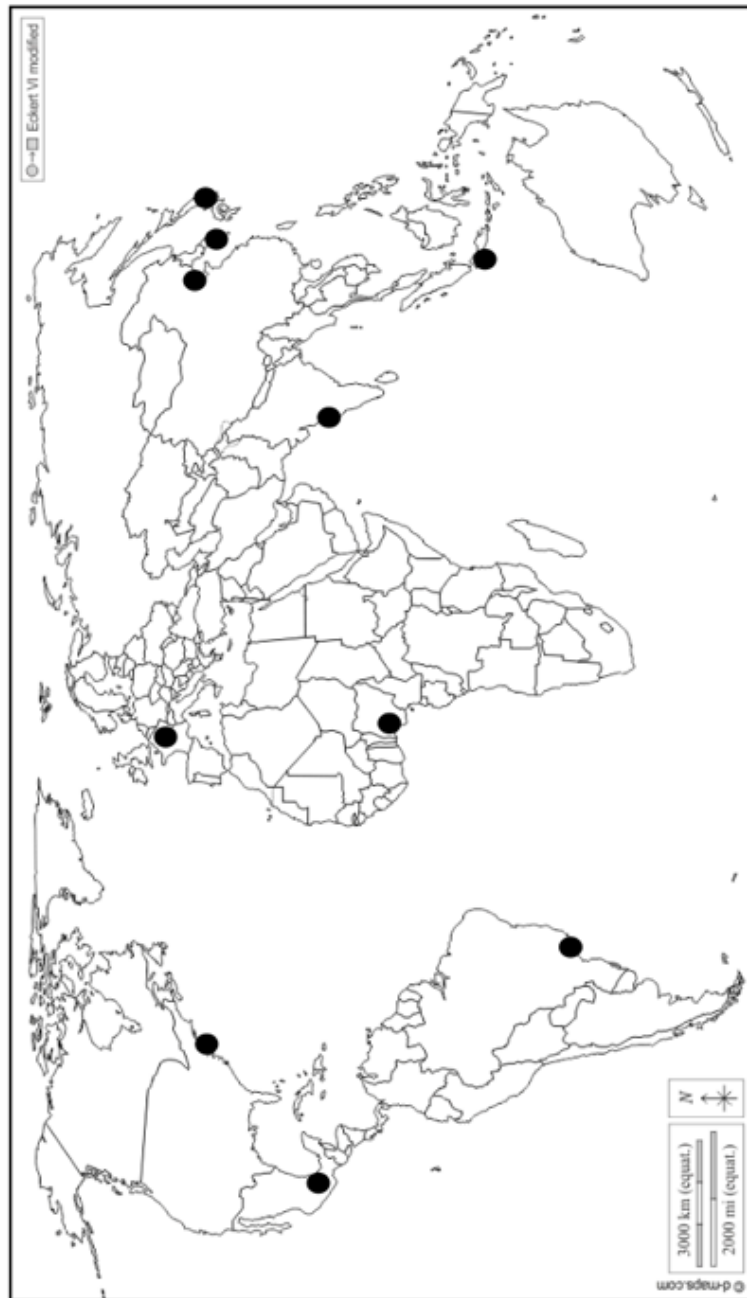 Eckert VI modified
N
3000 km (equat.)
2000 mi (equat.)
© d-maps.com